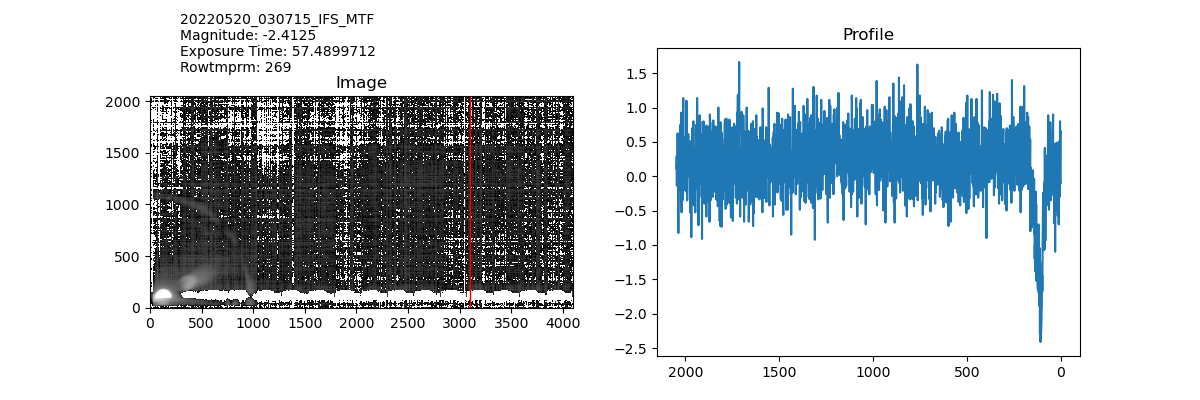 20220520_030715_IFS_MTF
Magnitude: -2.4125
Exposure Time: 57.4899712
Rowtmprm: 269
Image
2000
1500
1000
500
0
0 500 1000 1500 2000 2500 3000 3500 4000
Profile
1.5
1.0
0.5
0.0
−0.5
−1.0
−1.5
−2.0
−2.5
2000 1500 1000 500 0